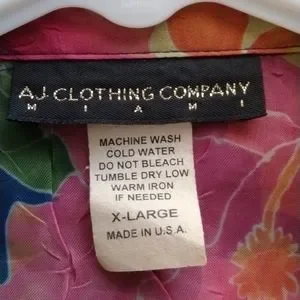 AJ. CLOTHING COMPANY
MIAMI
MACHINE WASH
COLD WATER
DO NOT BLEACH
TUMBLE DRY LOW
WARM IRON
IF NEEDED
X-LARGE
MADE IN U.S.A.